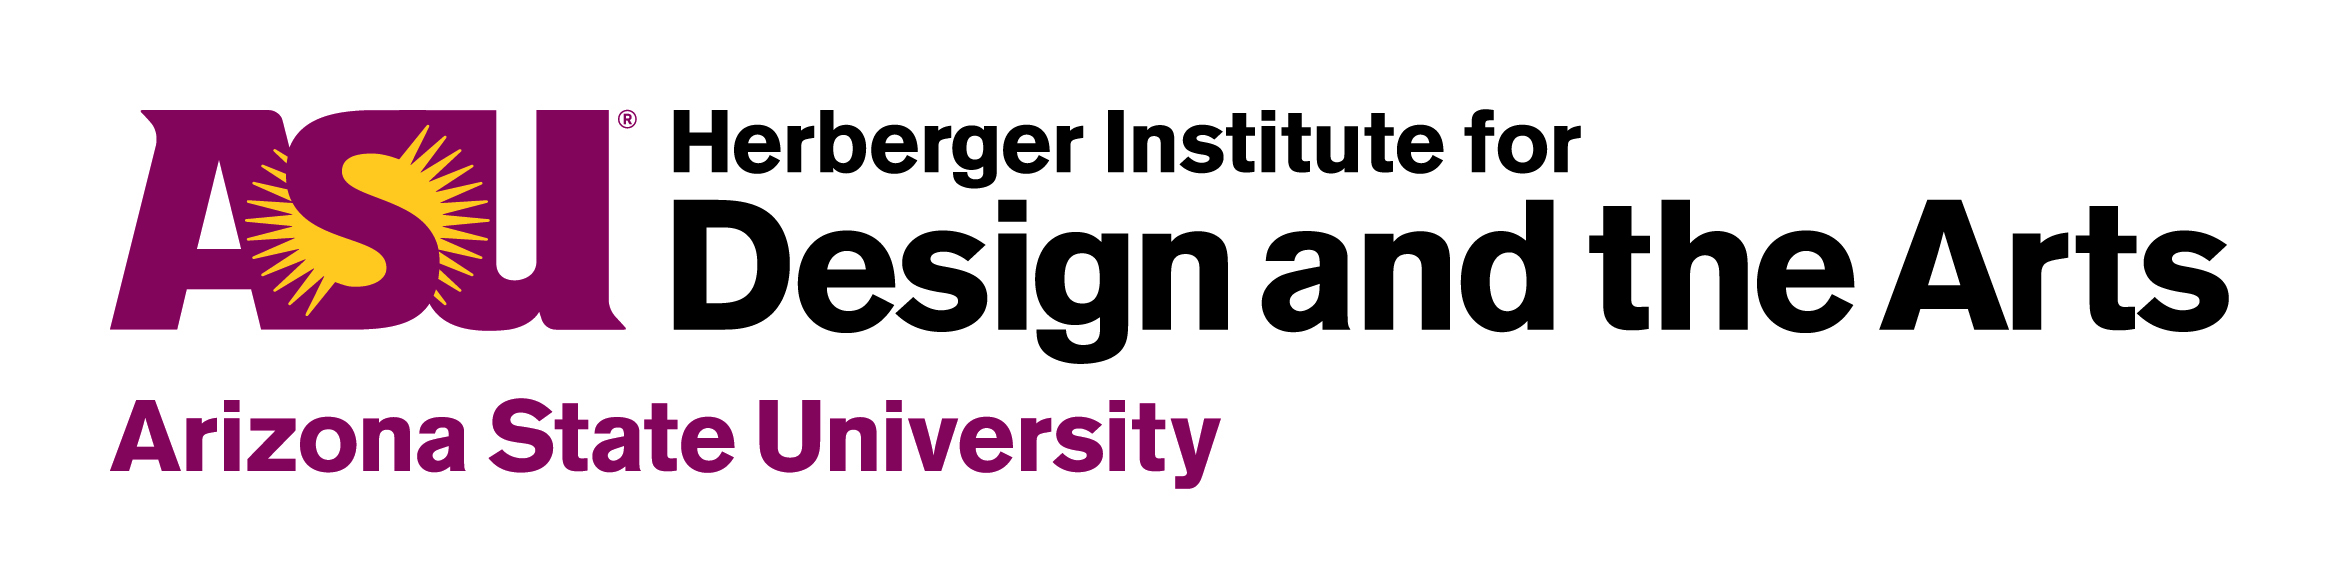 ASU®
Herberger Institute for
Design and the Arts
Arizona State University